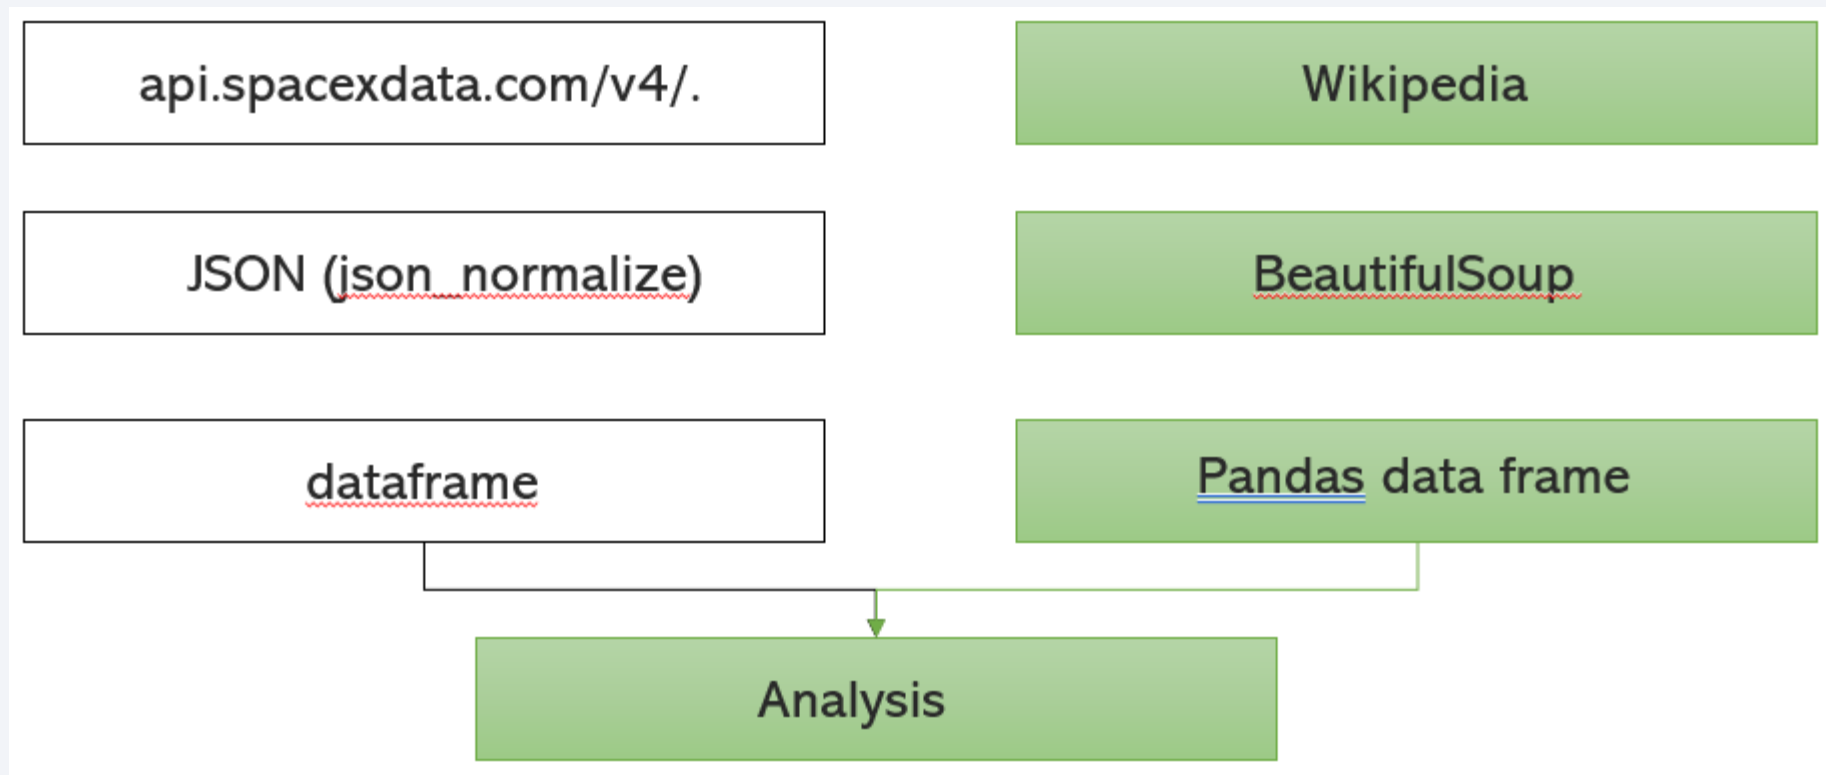 api.spacexdata.com/v4/.
Wikipedia
JSON (json_normalize)
BeautifulSoup
dataframe
Pandas data frame
Analysis